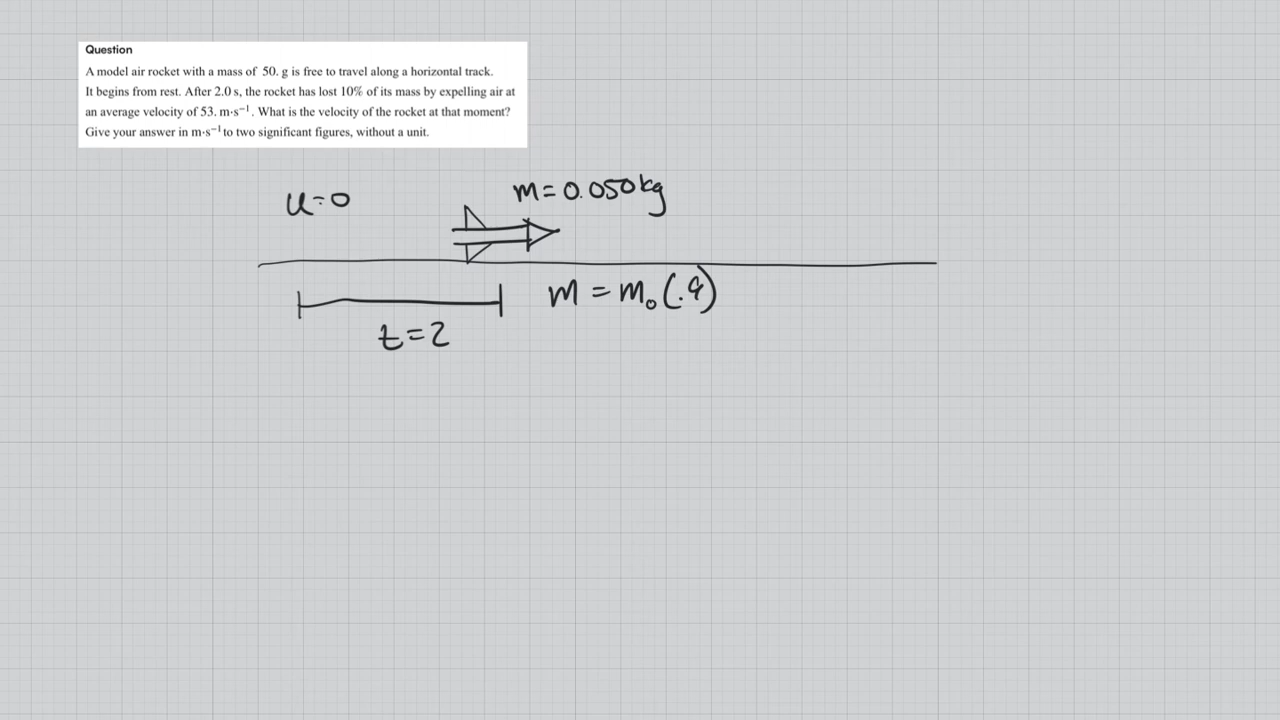 Question
A model air rocket with a mass of 50. g is free to travel along a horizontal track.
It begins from rest. After 2.0 s, the rocket has lost 10% of its mass by expelling air at
an average velocity of 53. m·s⁻¹. What is the velocity of the rocket at that moment?
Give your answer in m·s⁻¹ to two significant figures, without a unit.
u=0
m=0.050kg
m = m₀(.9)
t=2